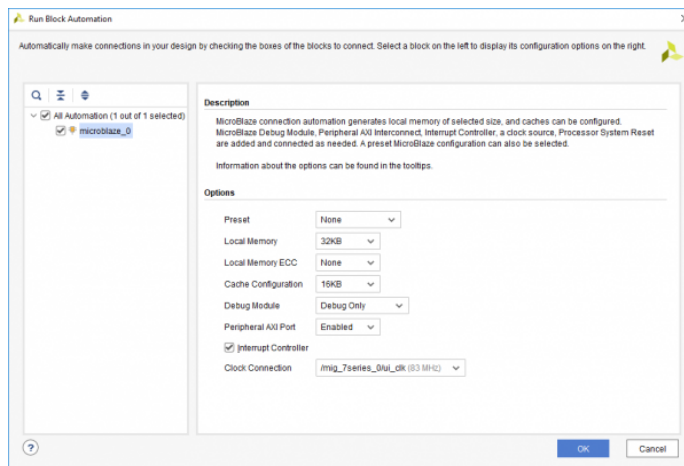 Run Block Automation
Automatically make connections in your design by checking the boxes of the blocks to connect. Select a block on the left to display its configuration options on the right.
All Automation (1 out of 1 selected)
microblaze_0
Description
MicroBlaze connection automation generates local memory of selected size, and caches can be configured.
MicroBlaze Debug Module, Peripheral AXI Interconnect, Interrupt Controller, a clock source, Processor System Reset
are added and connected as needed. A preset MicroBlaze configuration can also be selected.
Information about the options can be found in the tooltips.
Options
Preset None
Local Memory 32KB
Local Memory ECC None
Cache Configuration 16KB
Debug Module Debug Only
Peripheral AXI Port Enabled
Interrupt Controller
Clock Connection /mig_7series_0/ui_clk (83 MHz)
? OK Cancel